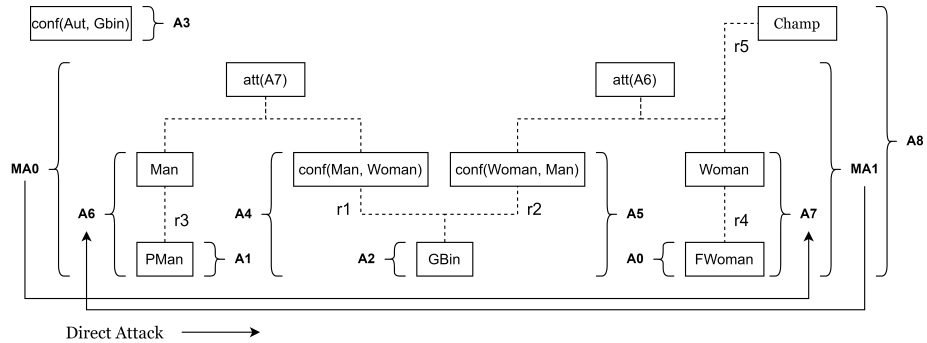 conf(Aut, Gbin)
A3
Champ
r5
att(A7)
att(A6)
A8
MA0
Man
conf(Man, Woman)
conf(Woman, Man)
Woman
MA1
A6
r3
A4
r1
r2
A5
r4
A7
PMan
A1
A2
GBin
A0
FWoman
Direct Attack